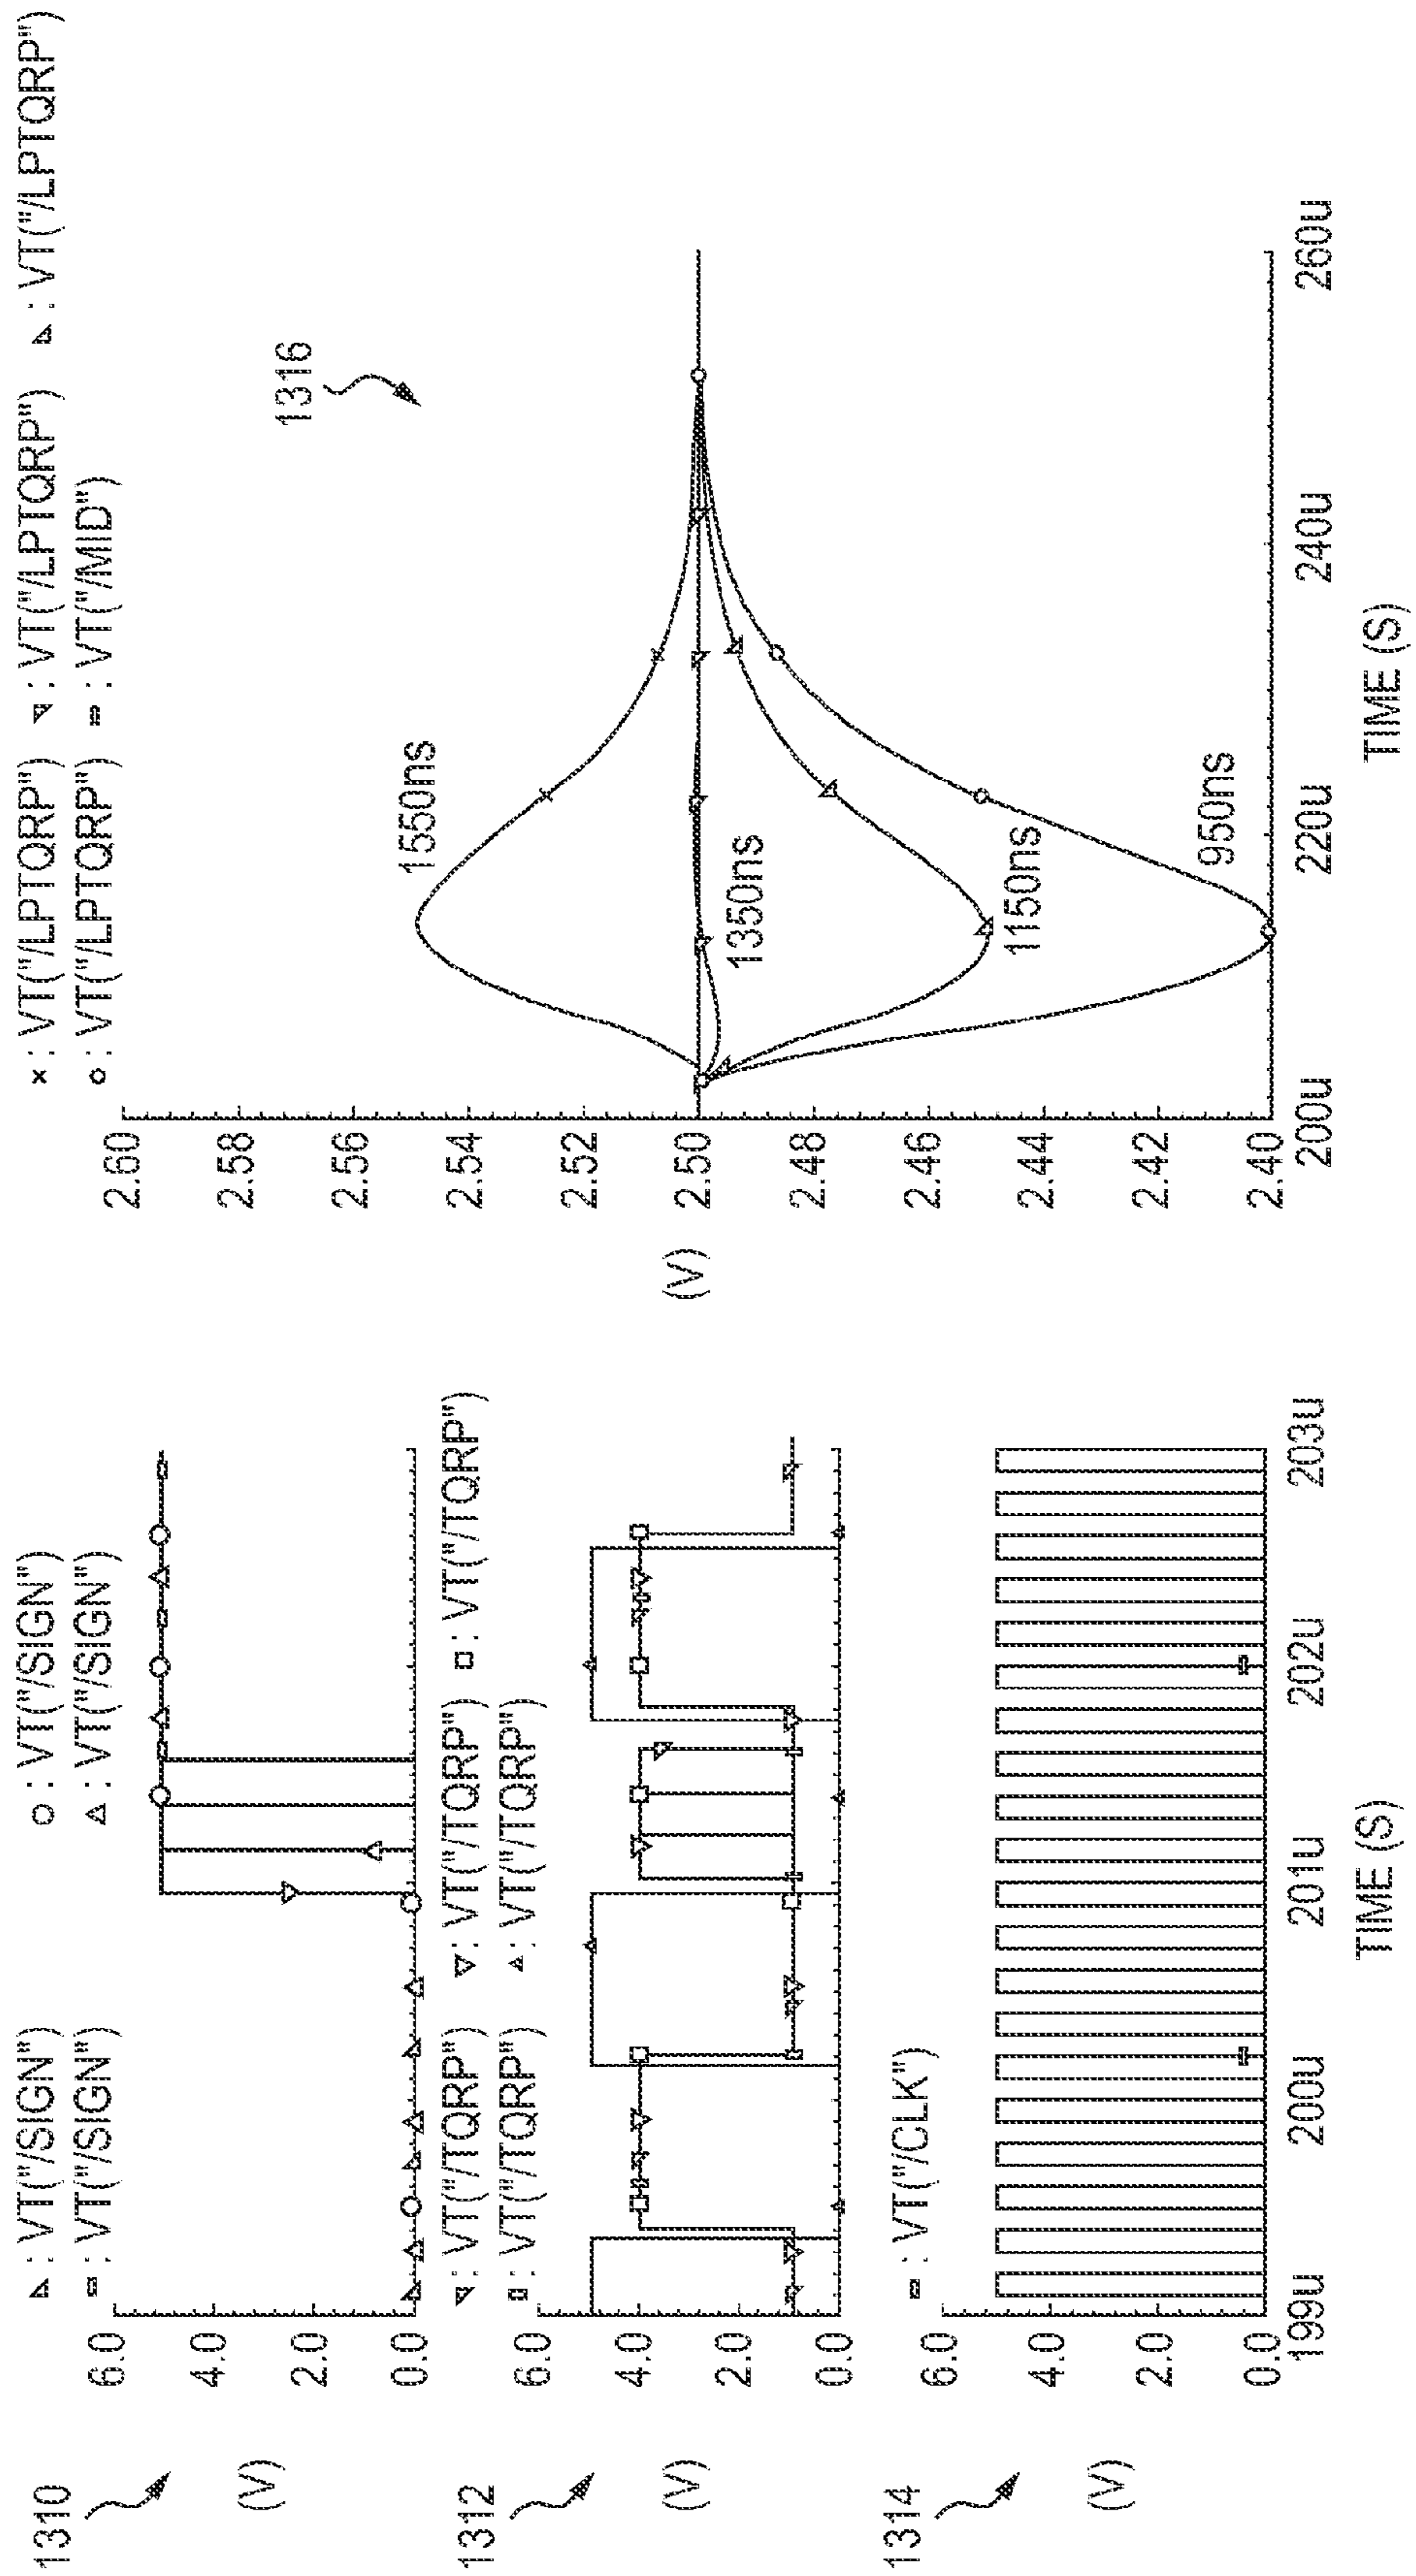 1310
▲ : VT("/SIGN") ○ : VT("/SIGN")
▭ : VT("/SIGN") △ : VT("/SIGN")
(V)
6.0
4.0
2.0
0.0
1312
▼ : VT("/TQRP") ▽ : VT("/TQRP") □ : VT("/TQRP")
□ : VT("/TQRP") ▲ : VT("/TQRP")
(V)
6.0
4.0
2.0
0.0
1314
▭ : VT("/CLK")
(V)
6.0
4.0
2.0
0.0
199u 200u 201u 202u 203u
TIME (S)
× : VT("/LPTQRP") ▼ : VT("/LPTQRP") ▲ : VT("/LPTQRP")
○ : VT("/LPTQRP") ▭ : VT("/MID")
1316
(V)
2.60
2.58
2.56
2.54
2.52
2.50
2.48
2.46
2.44
2.42
2.40
1550ns
1350ns
1150ns
950ns
200u 220u 240u 260u
TIME (S)